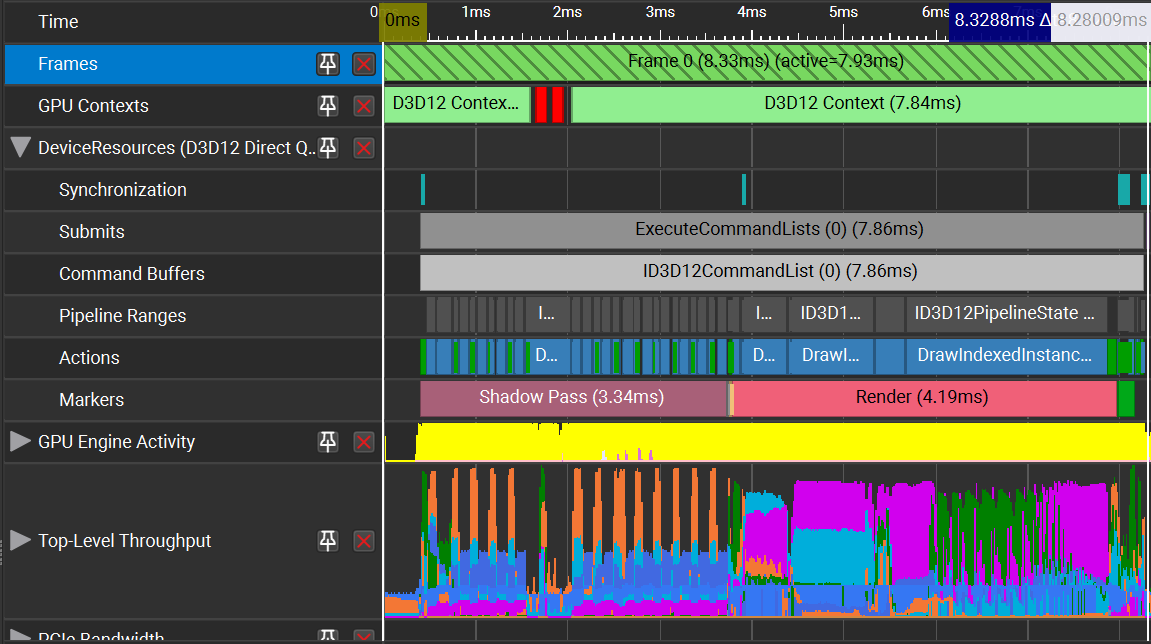 Time
0ms
1ms
2ms
3ms
4ms
5ms
6ms
8.3288ms Δ
8.28009ms
Frames
Frame 0 (8.33ms) (active=7.93ms)
GPU Contexts
D3D12 Contex...
D3D12 Context (7.84ms)
DeviceResources (D3D12 Direct Q...
Synchronization
Submits
ExecuteCommandLists (0) (7.86ms)
Command Buffers
ID3D12CommandList (0) (7.86ms)
Pipeline Ranges
I...
I...
ID3D1...
ID3D12PipelineState ...
Actions
D...
D...
DrawI...
DrawIndexedInstanc...
Markers
Shadow Pass (3.34ms)
Render (4.19ms)
GPU Engine Activity
Top-Level Throughput
PCIe Bandwidth